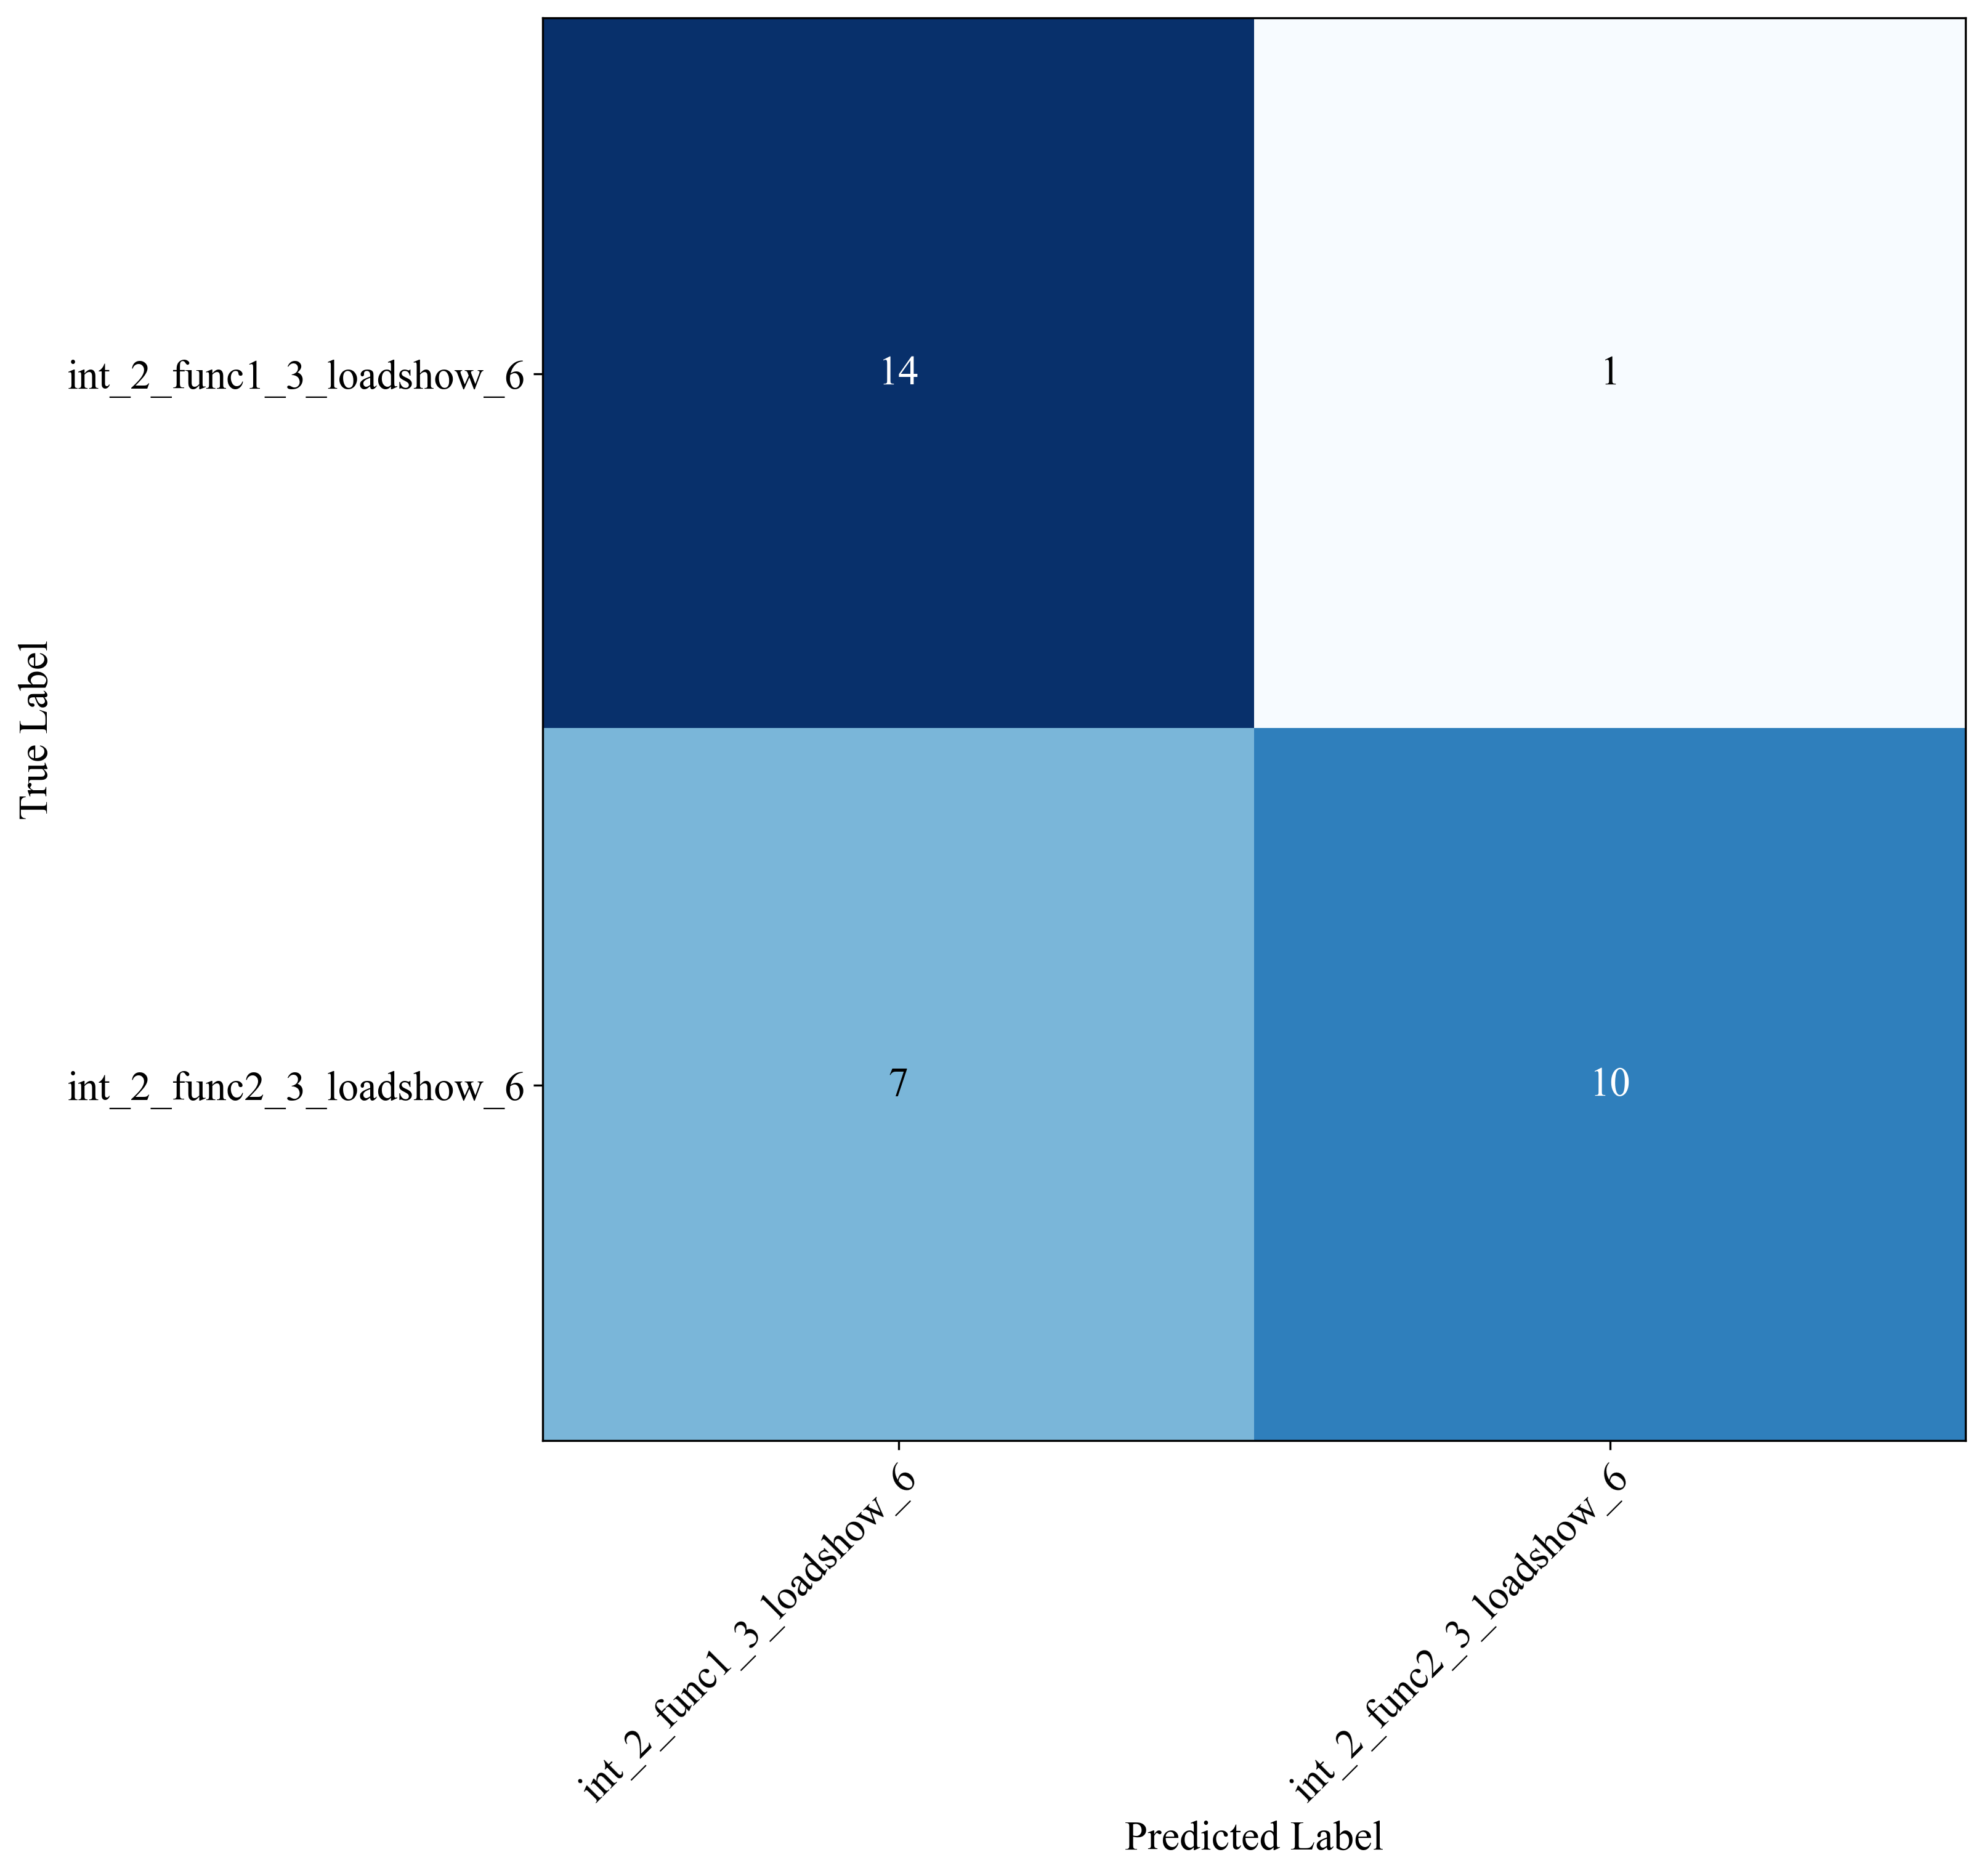 True Label
int_2_func1_3_loadshow_6
14
1
int_2_func2_3_loadshow_6
7
10
int_2_func1_3_loadshow_6
int_2_func2_3_loadshow_6
Predicted Label